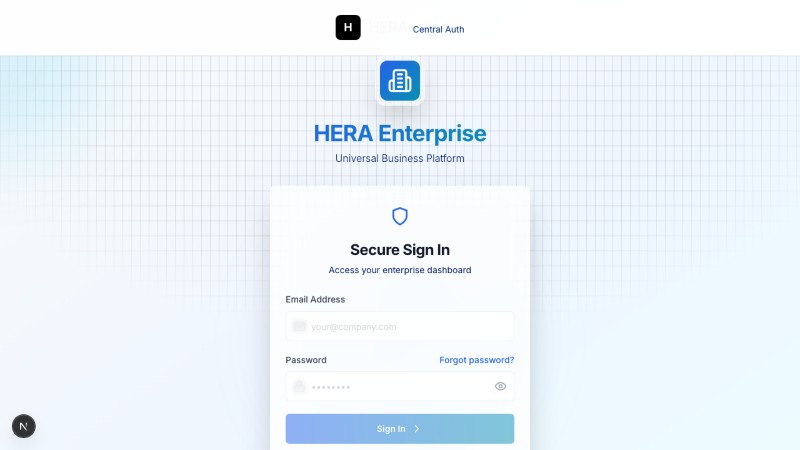 H HERA Central Auth
HERA Enterprise
Universal Business Platform
Secure Sign In
Access your enterprise dashboard
Email Address
your@company.com
Password Forgot password?
Sign In
N